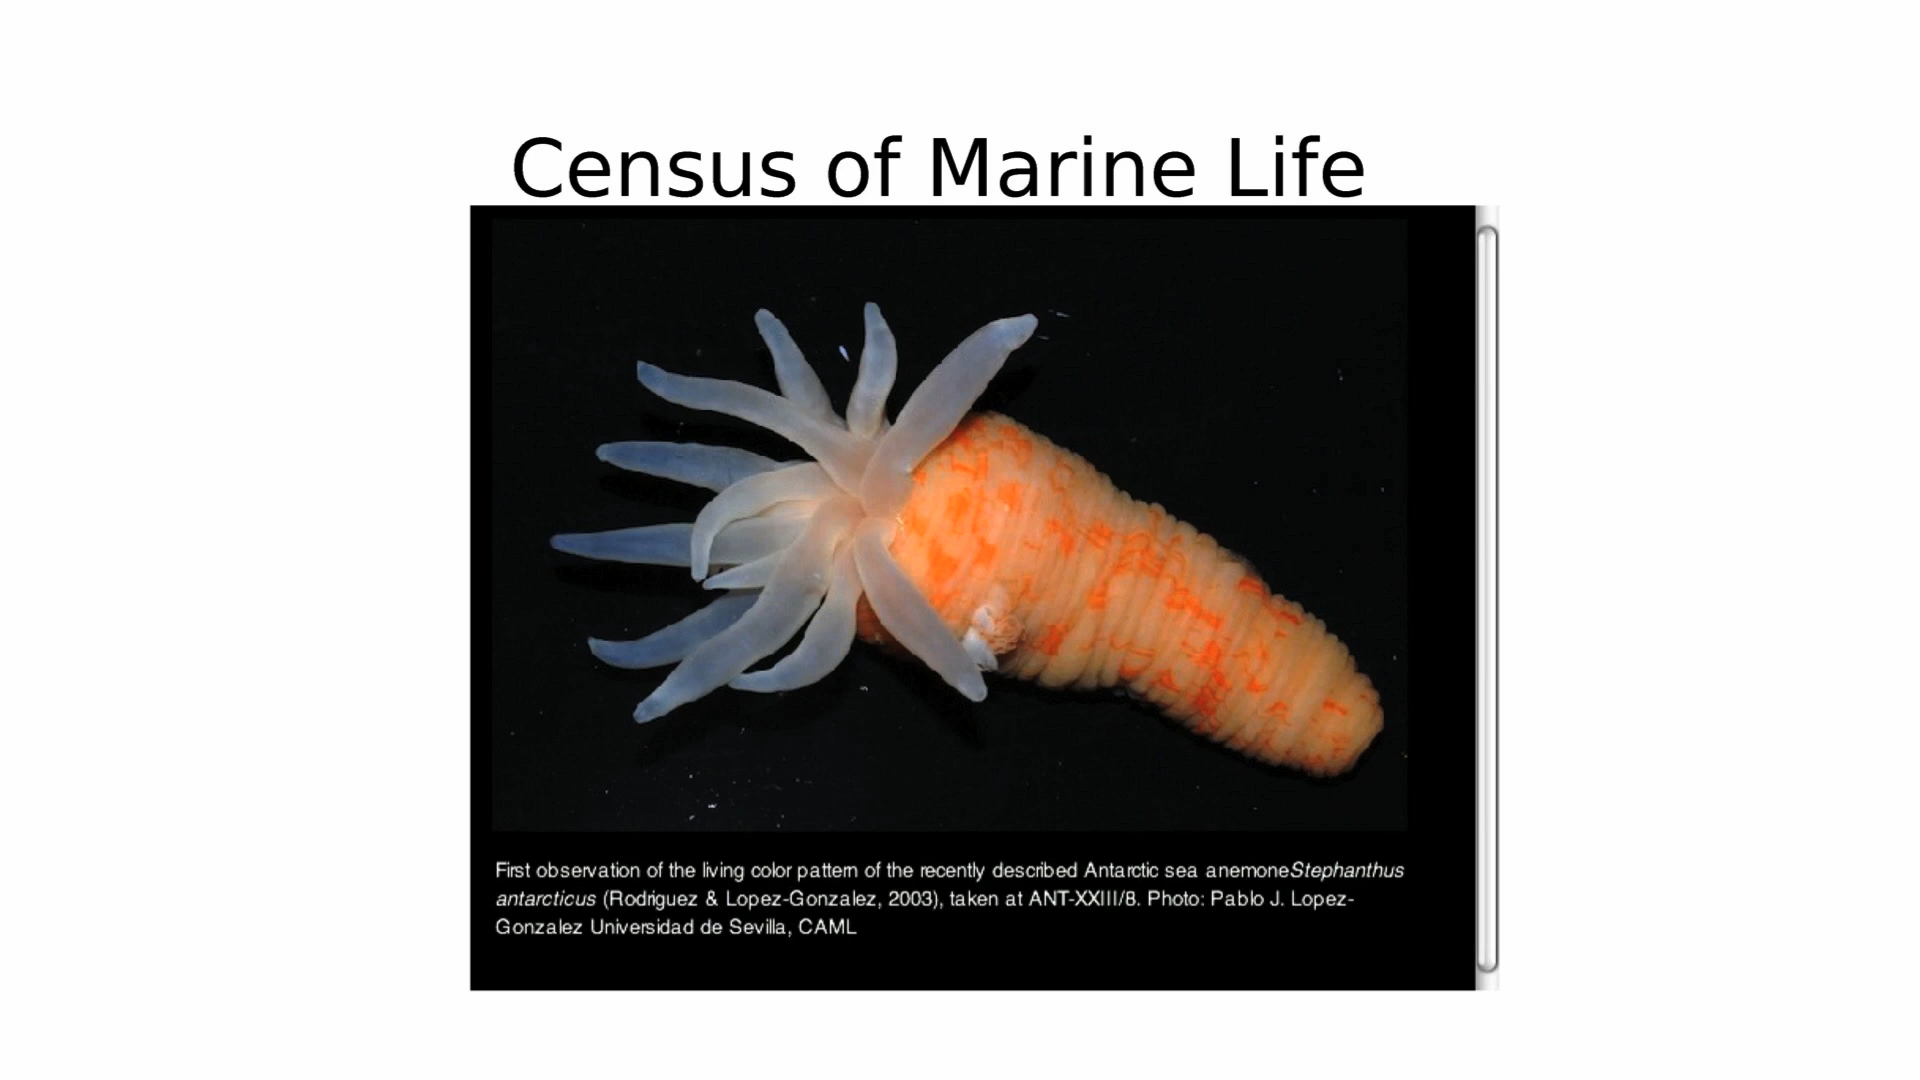 Census of Marine Life
First observation of the living color pattern of the recently described Antarctic sea anemoneStephanthus
antarcticus (Rodriguez & Lopez-Gonzalez, 2003), taken at ANT-XXIII/8. Photo: Pablo J. Lopez-
Gonzalez Universidad de Sevilla, CAML